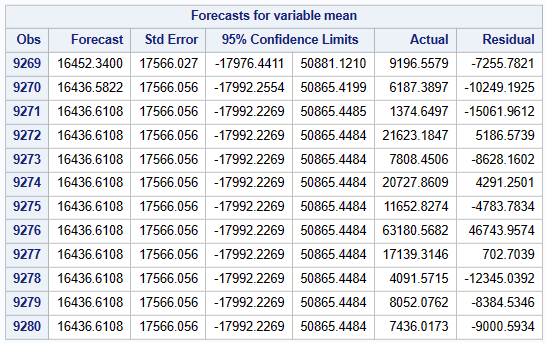 Forecasts for variable mean
Obs Forecast Std Error 95% Confidence Limits Actual Residual
9269 16452.3400 17566.027 -17976.4411 50881.1210 9196.5579 -7255.7821
9270 16436.5822 17566.056 -17992.2554 50865.4199 6187.3897 -10249.1925
9271 16436.6108 17566.056 -17992.2269 50865.4485 1374.6497 -15061.9612
9272 16436.6108 17566.056 -17992.2269 50865.4484 21623.1847 5186.5739
9273 16436.6108 17566.056 -17992.2269 50865.4484 7808.4506 -8628.1602
9274 16436.6108 17566.056 -17992.2269 50865.4484 20727.8609 4291.2501
9275 16436.6108 17566.056 -17992.2269 50865.4484 11652.8274 -4783.7834
9276 16436.6108 17566.056 -17992.2269 50865.4484 63180.5682 46743.9574
9277 16436.6108 17566.056 -17992.2269 50865.4484 17139.3146 702.7039
9278 16436.6108 17566.056 -17992.2269 50865.4484 4091.5715 -12345.0392
9279 16436.6108 17566.056 -17992.2269 50865.4484 8052.0762 -8384.5346
9280 16436.6108 17566.056 -17992.2269 50865.4484 7436.0173 -9000.5934